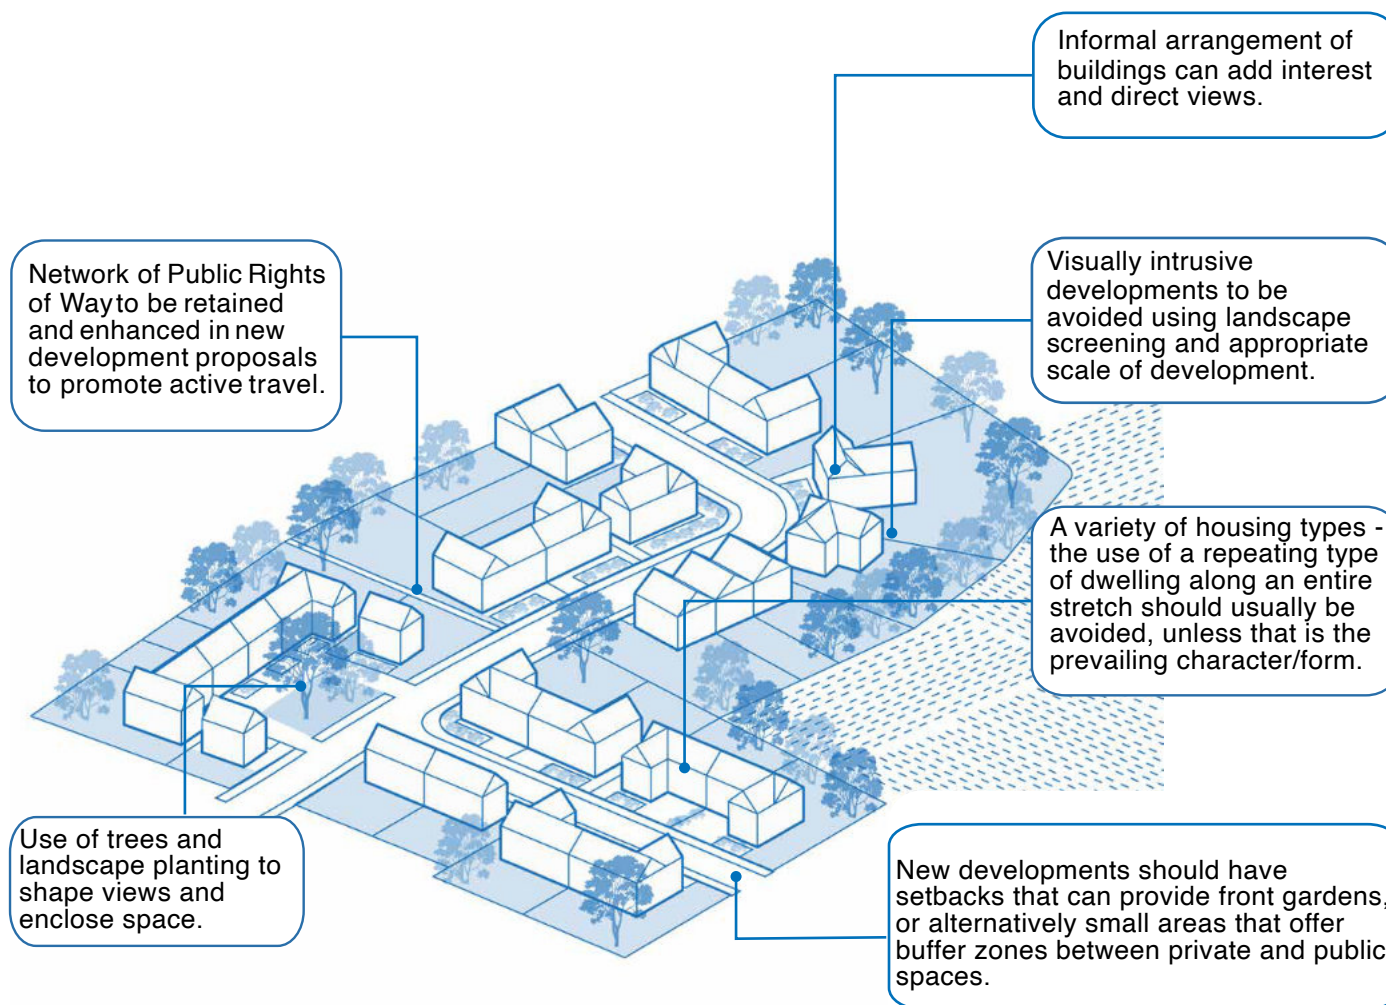 Informal arrangement of
buildings can add interest
and direct views.
Network of Public Rights
of Way to be retained
and enhanced in new
development proposals
to promote active travel.
Visually intrusive
developments to be
avoided using landscape
screening and appropriate
scale of development.
A variety of housing types -
the use of a repeating type
of dwelling along an entire
stretch should usually be
avoided, unless that is the
prevailing character/form.
Use of trees and
landscape planting to
shape views and
enclose space.
New developments should have
setbacks that can provide front gardens,
or alternatively small areas that offer
buffer zones between private and public
spaces.